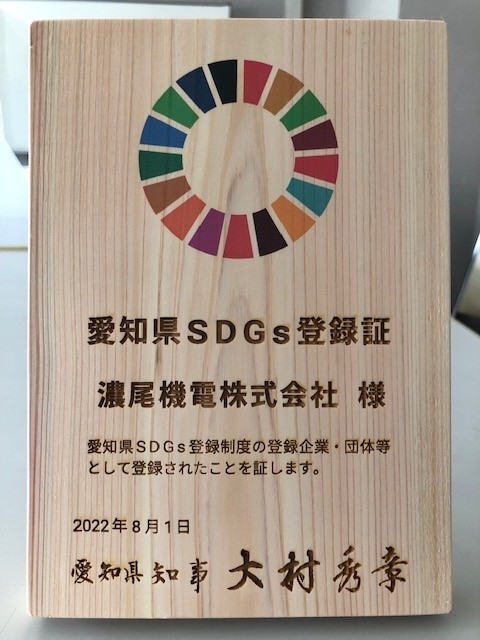 愛知県SDGs登録証
濃尾機電株式会社 様
愛知県SDGs登録制度の登録企業・団体等
として登録されたことを証します。
2022年8月1日
愛知県知事 大村秀章